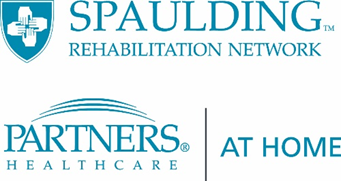 SPAULDING™
REHABILITATION NETWORK
PARTNERS®
HEALTHCARE
AT HOME